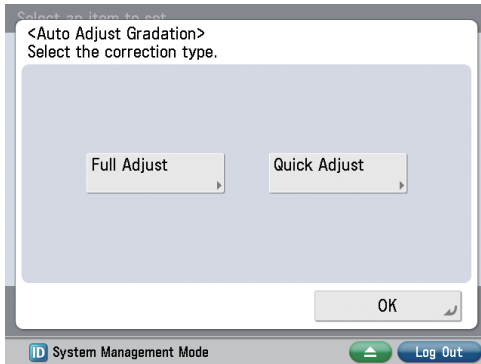 Select an item to set.
<Auto Adjust Gradation>
Select the correction type.
Full Adjust
Quick Adjust
OK
ID System Management Mode
Log Out